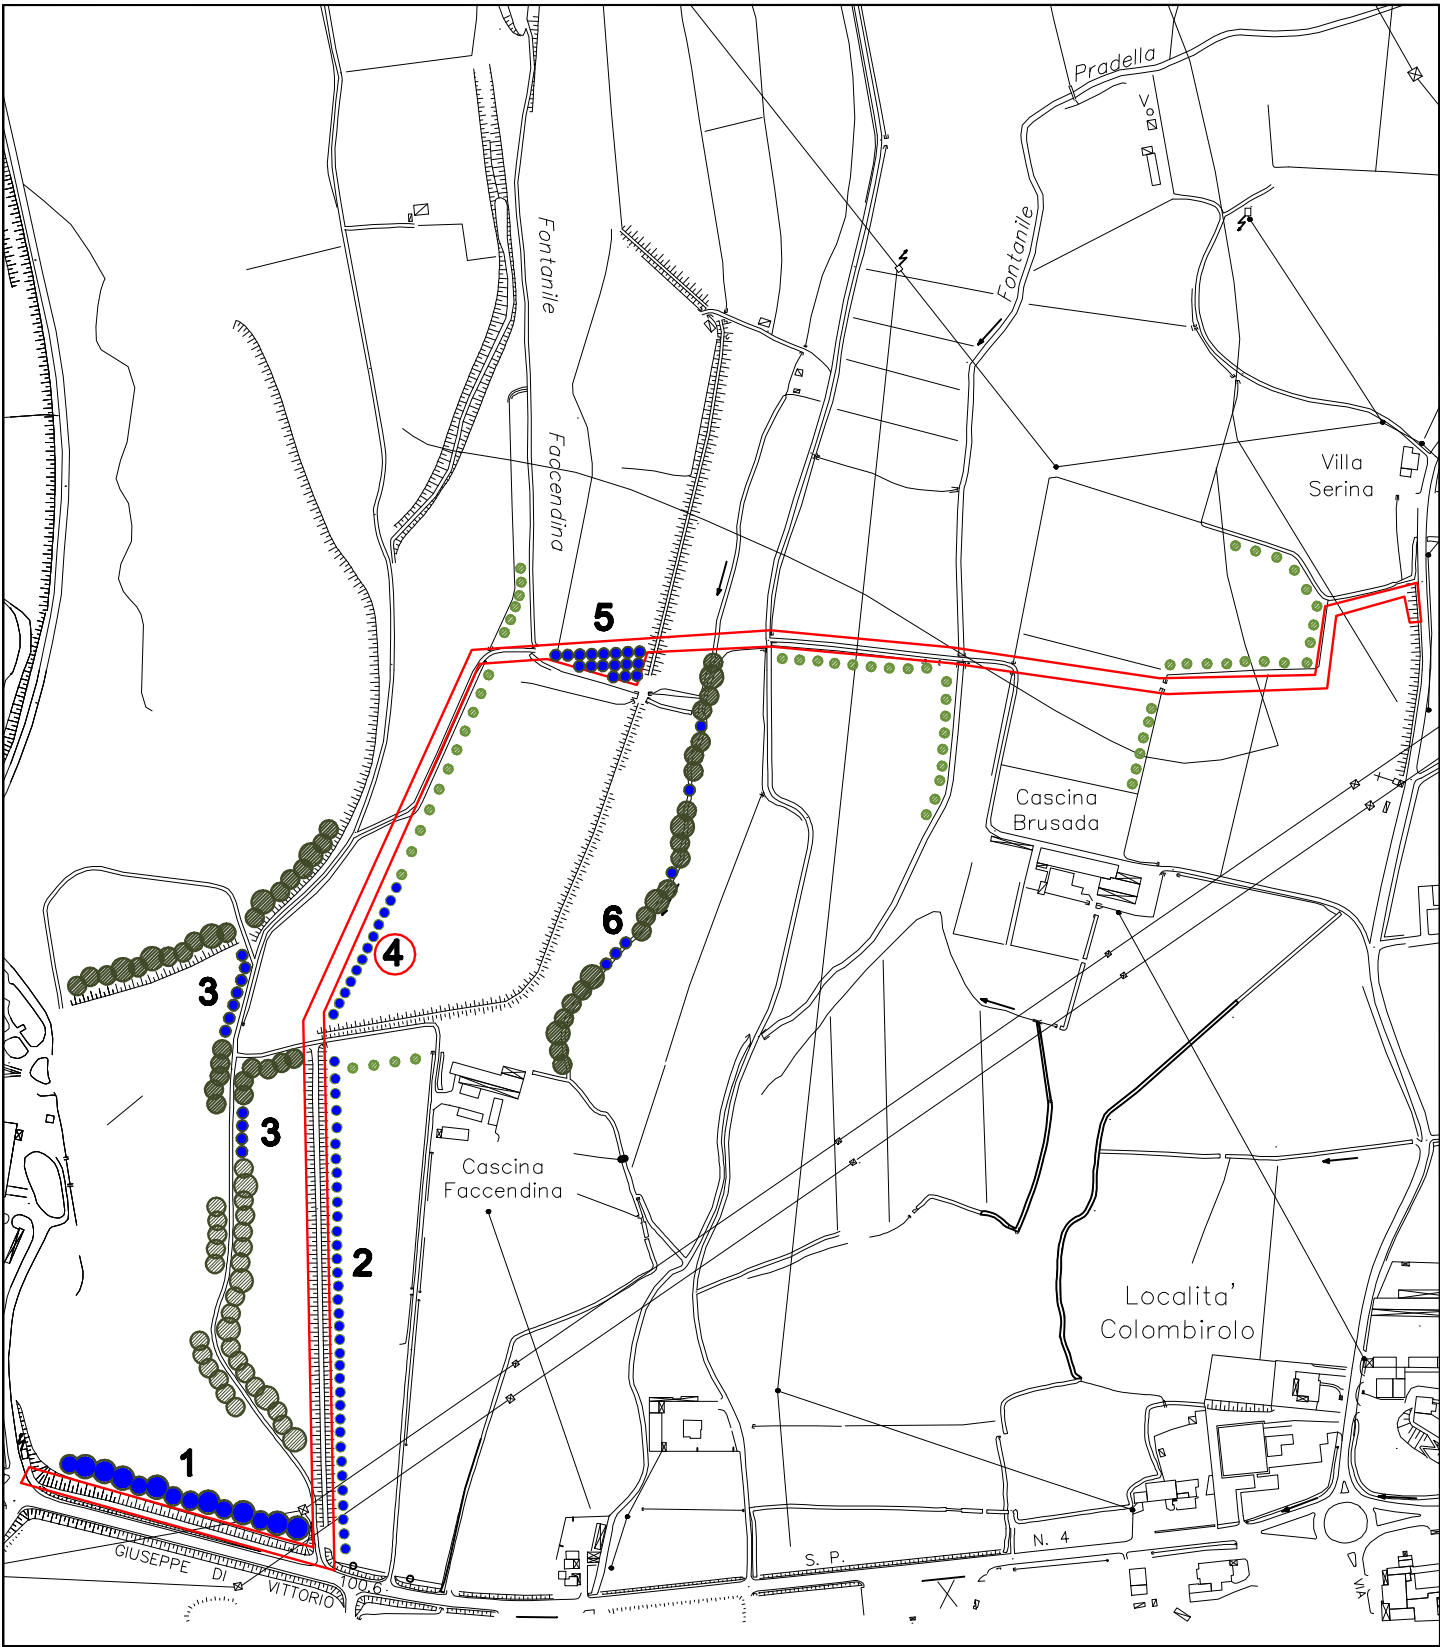 Pradella
V.
Fontanile
Fontanile
Faccendina
Villa
Serina
5
Cascina
Brusada
6
4
3
3
Cascina
Faccendina
2
Localita'
Colombirolo
1
GIUSEPPE DI VITTORIO
100.6
S. P. N. 4
VIA